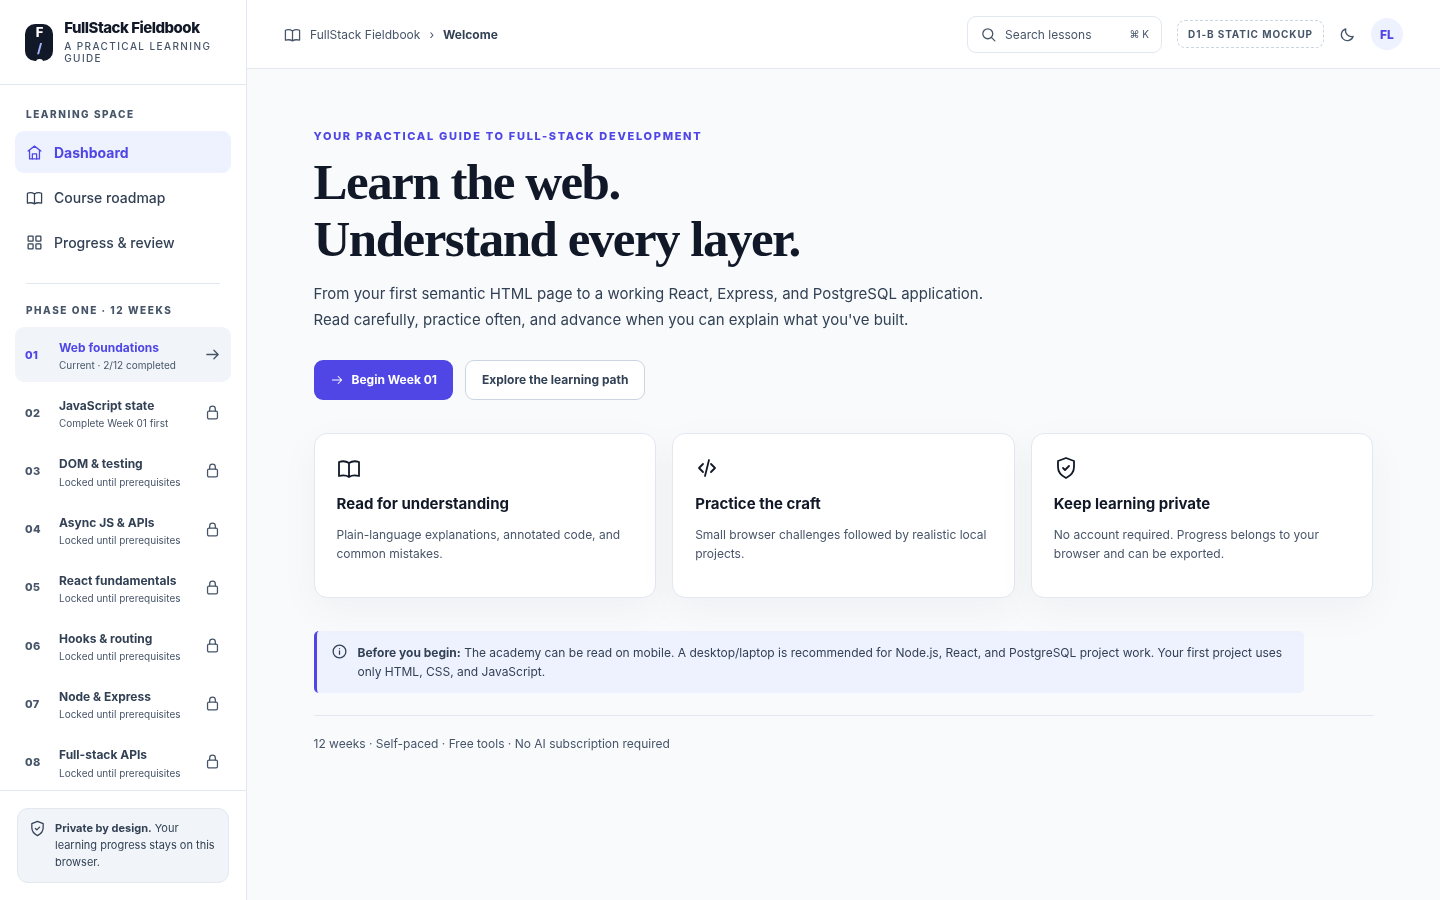 F
/
FullStack Fieldbook
A PRACTICAL LEARNING
GUIDE
LEARNING SPACE
Dashboard
Course roadmap
Progress & review
PHASE ONE · 12 WEEKS
01
Web foundations
Current · 2/12 completed
02
JavaScript state
Complete Week 01 first
03
DOM & testing
Locked until prerequisites
04
Async JS & APIs
Locked until prerequisites
05
React fundamentals
Locked until prerequisites
06
Hooks & routing
Locked until prerequisites
07
Node & Express
Locked until prerequisites
08
Full-stack APIs
Locked until prerequisites
Private by design. Your
learning progress stays on this
browser.
FullStack Fieldbook › Welcome
Search lessons ⌘ K
D1-B STATIC MOCKUP
FL
YOUR PRACTICAL GUIDE TO FULL-STACK DEVELOPMENT
Learn the web.
Understand every layer.
From your first semantic HTML page to a working React, Express, and PostgreSQL application.
Read carefully, practice often, and advance when you can explain what you've built.
Begin Week 01
Explore the learning path
Read for understanding
Plain-language explanations, annotated code, and
common mistakes.
Practice the craft
Small browser challenges followed by realistic local
projects.
Keep learning private
No account required. Progress belongs to your
browser and can be exported.
Before you begin: The academy can be read on mobile. A desktop/laptop is recommended for Node.js, React, and PostgreSQL project work. Your first project uses
only HTML, CSS, and JavaScript.
12 weeks · Self-paced · Free tools · No AI subscription required